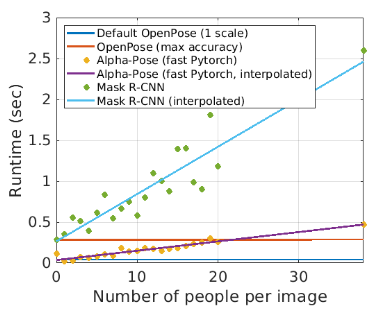 3
Default OpenPose (1 scale)
OpenPose (max accuracy)
2.5
Alpha-Pose (fast Pytorch)
Alpha-Pose (fast Pytorch, interpolated)
Mask R-CNN
2
Mask R-CNN (interpolated)
1.5
1
0.5
0
Runtime (sec)
0 10 20 30
Number of people per image